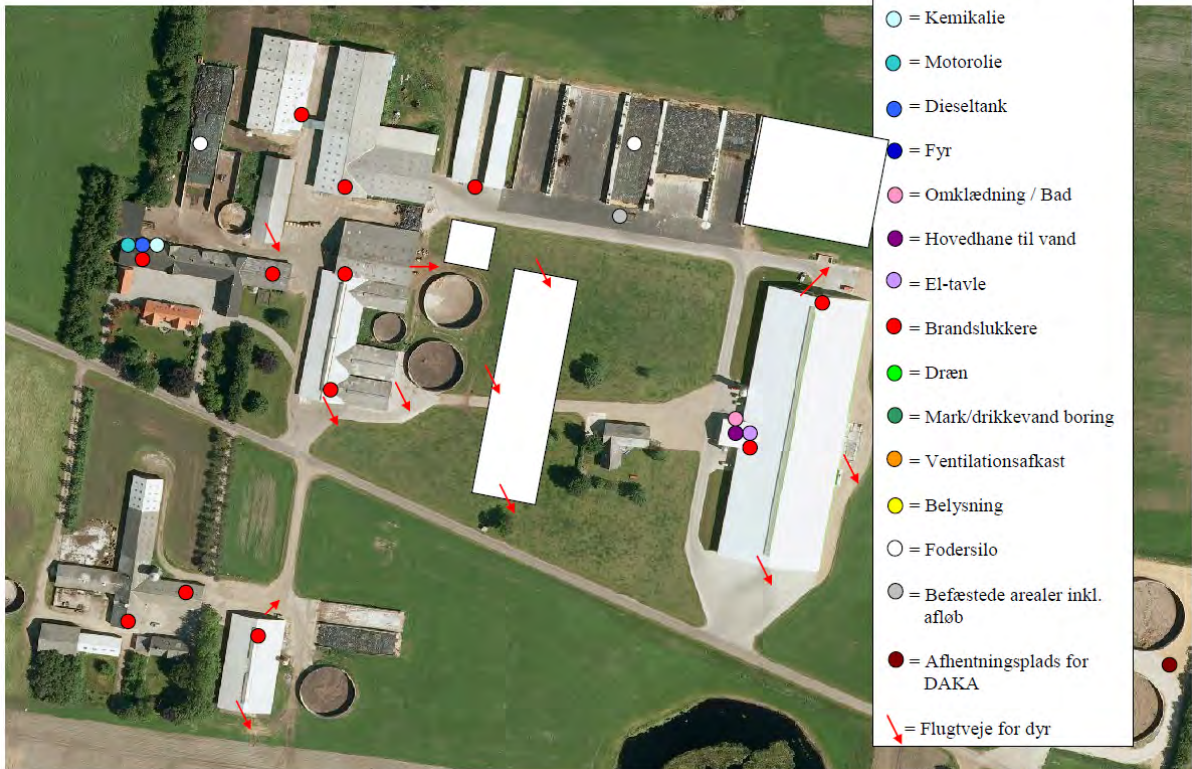 = Kemikalie
= Motorolie
= Dieseltank
= Fyr
= Omklædning / Bad
= Hovedhane til vand
= El-tavle
= Brandslukkere
= Dræn
= Mark/drikkevand boring
= Ventilationsafkast
= Belysning
= Fodersilo
= Befæstede arealer inkl.
afløb
= Afhentningsplads for
DAKA
= Flugtveje for dyr